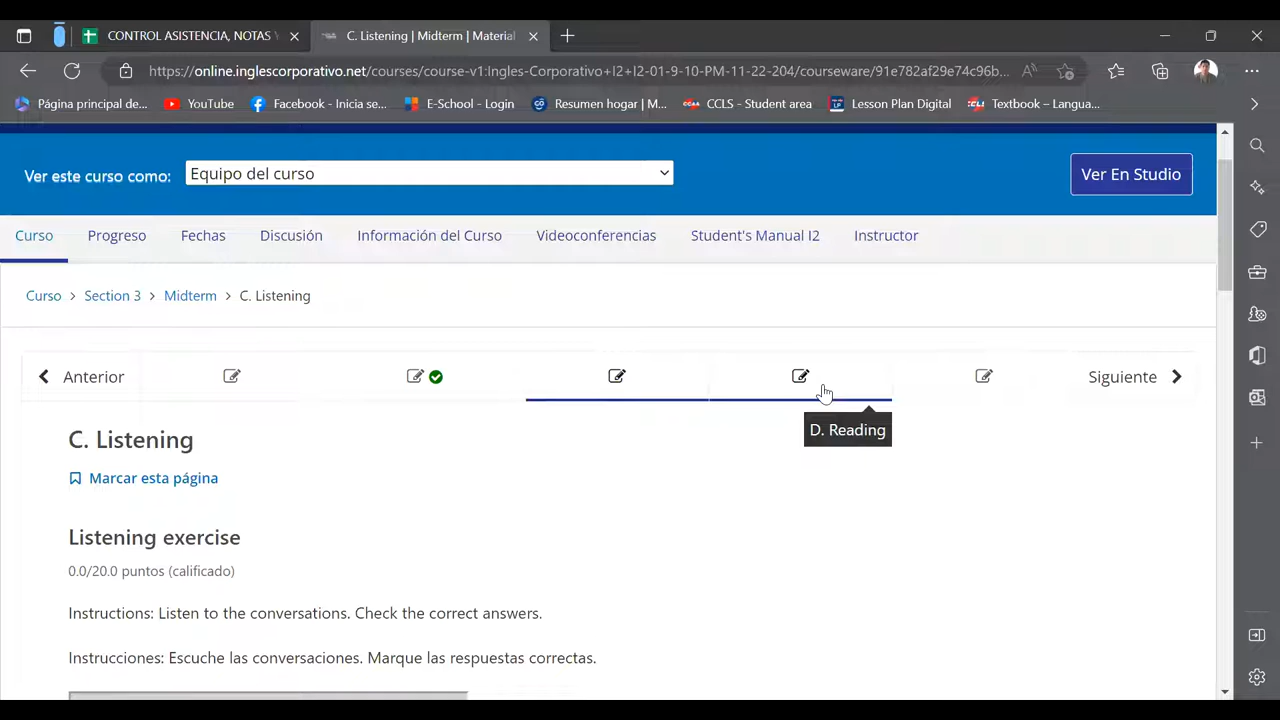 CONTROL ASISTENCIA, NOTAS
C. Listening | Midterm | Material
https://online.inglescorporativo.net/courses/course-v1:Ingles-Corporativo+I2+I2-01-9-10-PM-11-22-204/courseware/91e782af29e74c96b...
Página principal de... YouTube Facebook - Inicia se... E-School - Login Resumen hogar | M... CCLS - Student area Lesson Plan Digital Textbook – Langua...
Ver este curso como: Equipo del curso Ver En Studio
Curso Progreso Fechas Discusión Información del Curso Videoconferencias Student's Manual I2 Instructor
Curso > Section 3 > Midterm > C. Listening
Anterior Siguiente
D. Reading
C. Listening
Marcar esta página
Listening exercise
0.0/20.0 puntos (calificado)
Instructions: Listen to the conversations. Check the correct answers.
Instrucciones: Escuche las conversaciones. Marque las respuestas correctas.